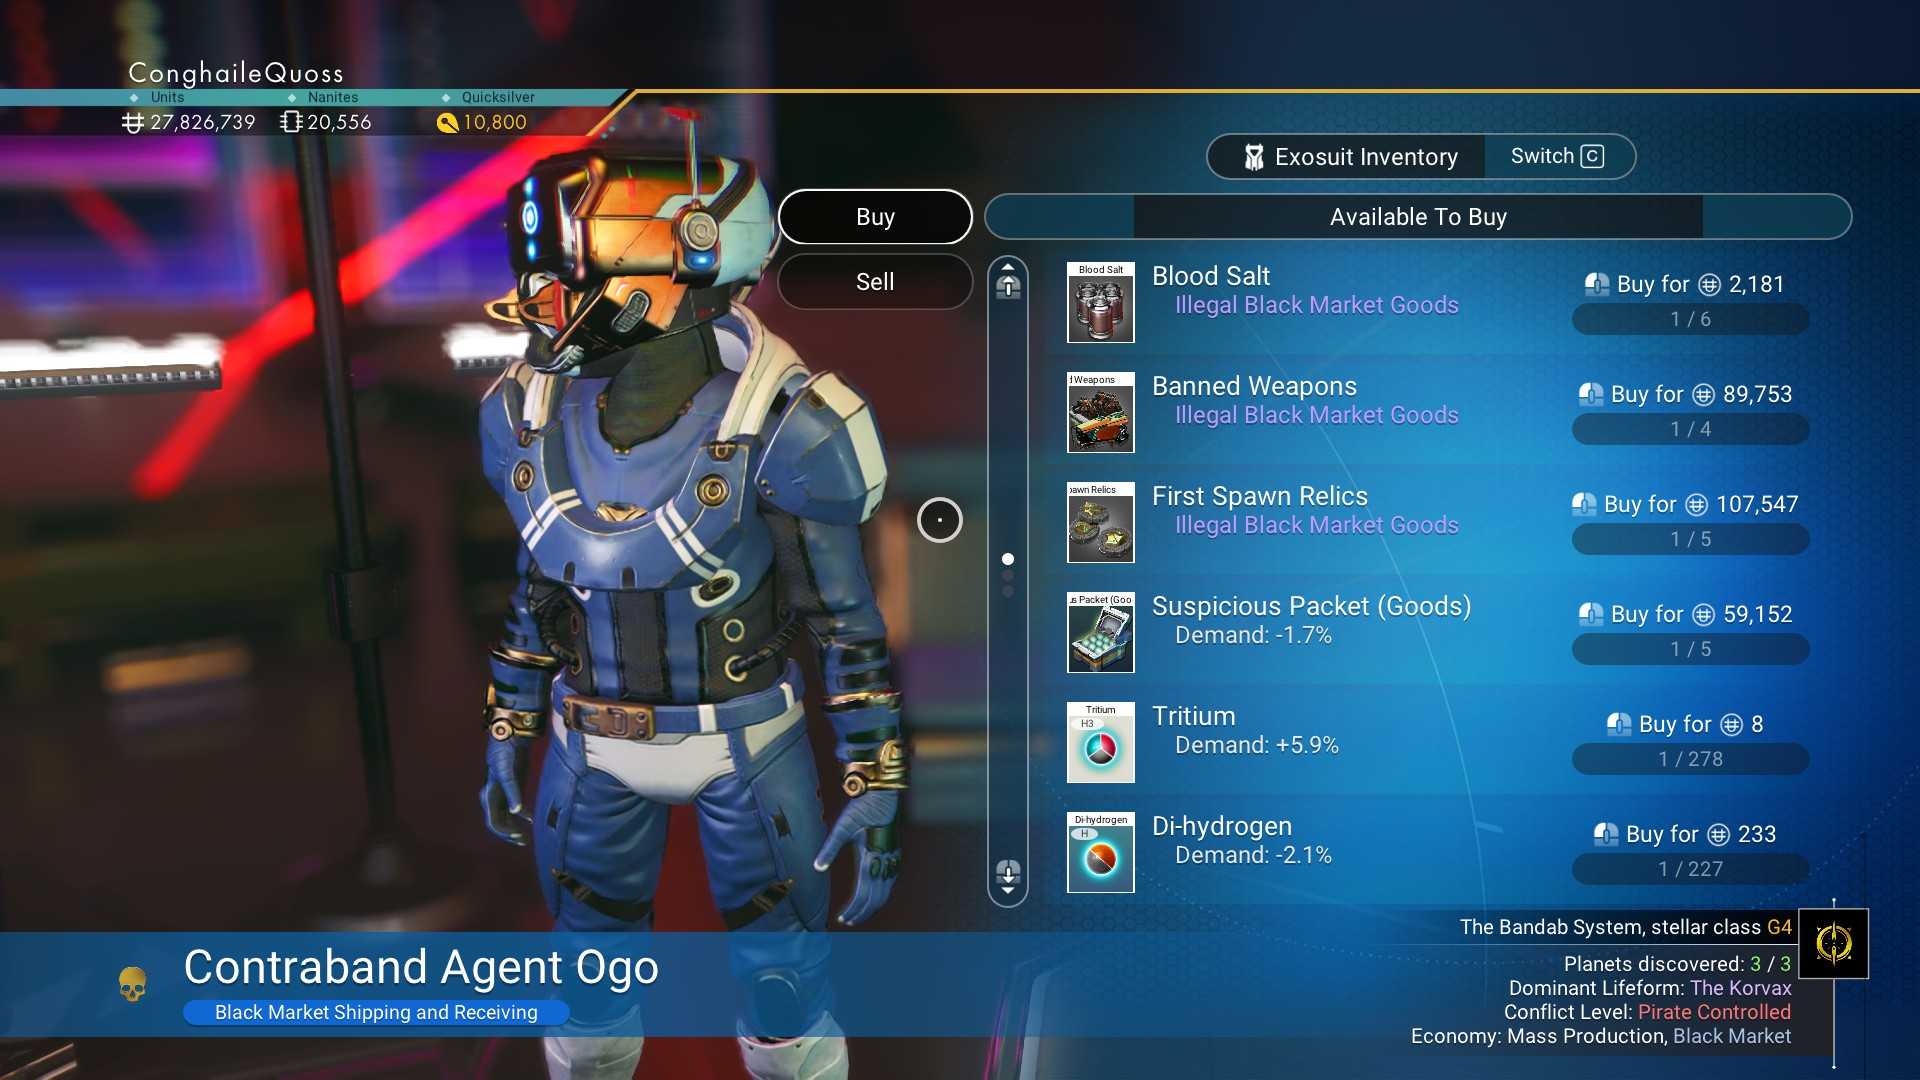 ConghaileQuoss
Units Nanites Quicksilver
27,826,739 20,556 10,800
Exosuit Inventory Switch C
Buy
Sell
Available To Buy
Blood Salt
Blood Salt
Illegal Black Market Goods
Buy for 2,181
1 / 6
d Weapons
Banned Weapons
Illegal Black Market Goods
Buy for 89,753
1 / 4
pawn Relics
First Spawn Relics
Illegal Black Market Goods
Buy for 107,547
1 / 5
us Packet (Goo
Suspicious Packet (Goods)
Demand: -1.7%
Buy for 59,152
1 / 5
Tritium
H3
Tritium
Demand: +5.9%
Buy for 8
1 / 278
Di-hydrogen
H
Di-hydrogen
Demand: -2.1%
Buy for 233
1 / 227
Contraband Agent Ogo
Black Market Shipping and Receiving
The Bandab System, stellar class G4
Planets discovered: 3 / 3
Dominant Lifeform: The Korvax
Conflict Level: Pirate Controlled
Economy: Mass Production, Black Market